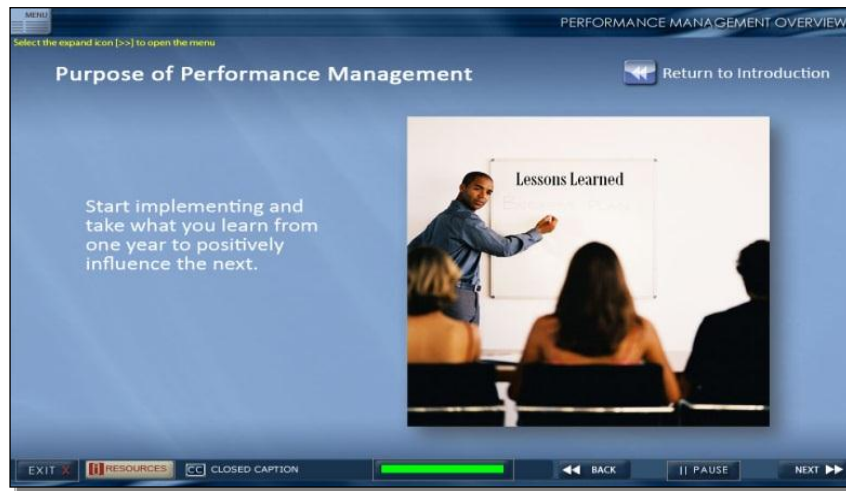 MENU
PERFORMANCE MANAGEMENT OVERVIEW
Select the expand icon [>>] to open the menu
Purpose of Performance Management
Return to Introduction
Lessons Learned
Start implementing and
take what you learn from
one year to positively
influence the next.
EXIT X
RESOURCES
CC CLOSED CAPTION
BACK
|| PAUSE
NEXT